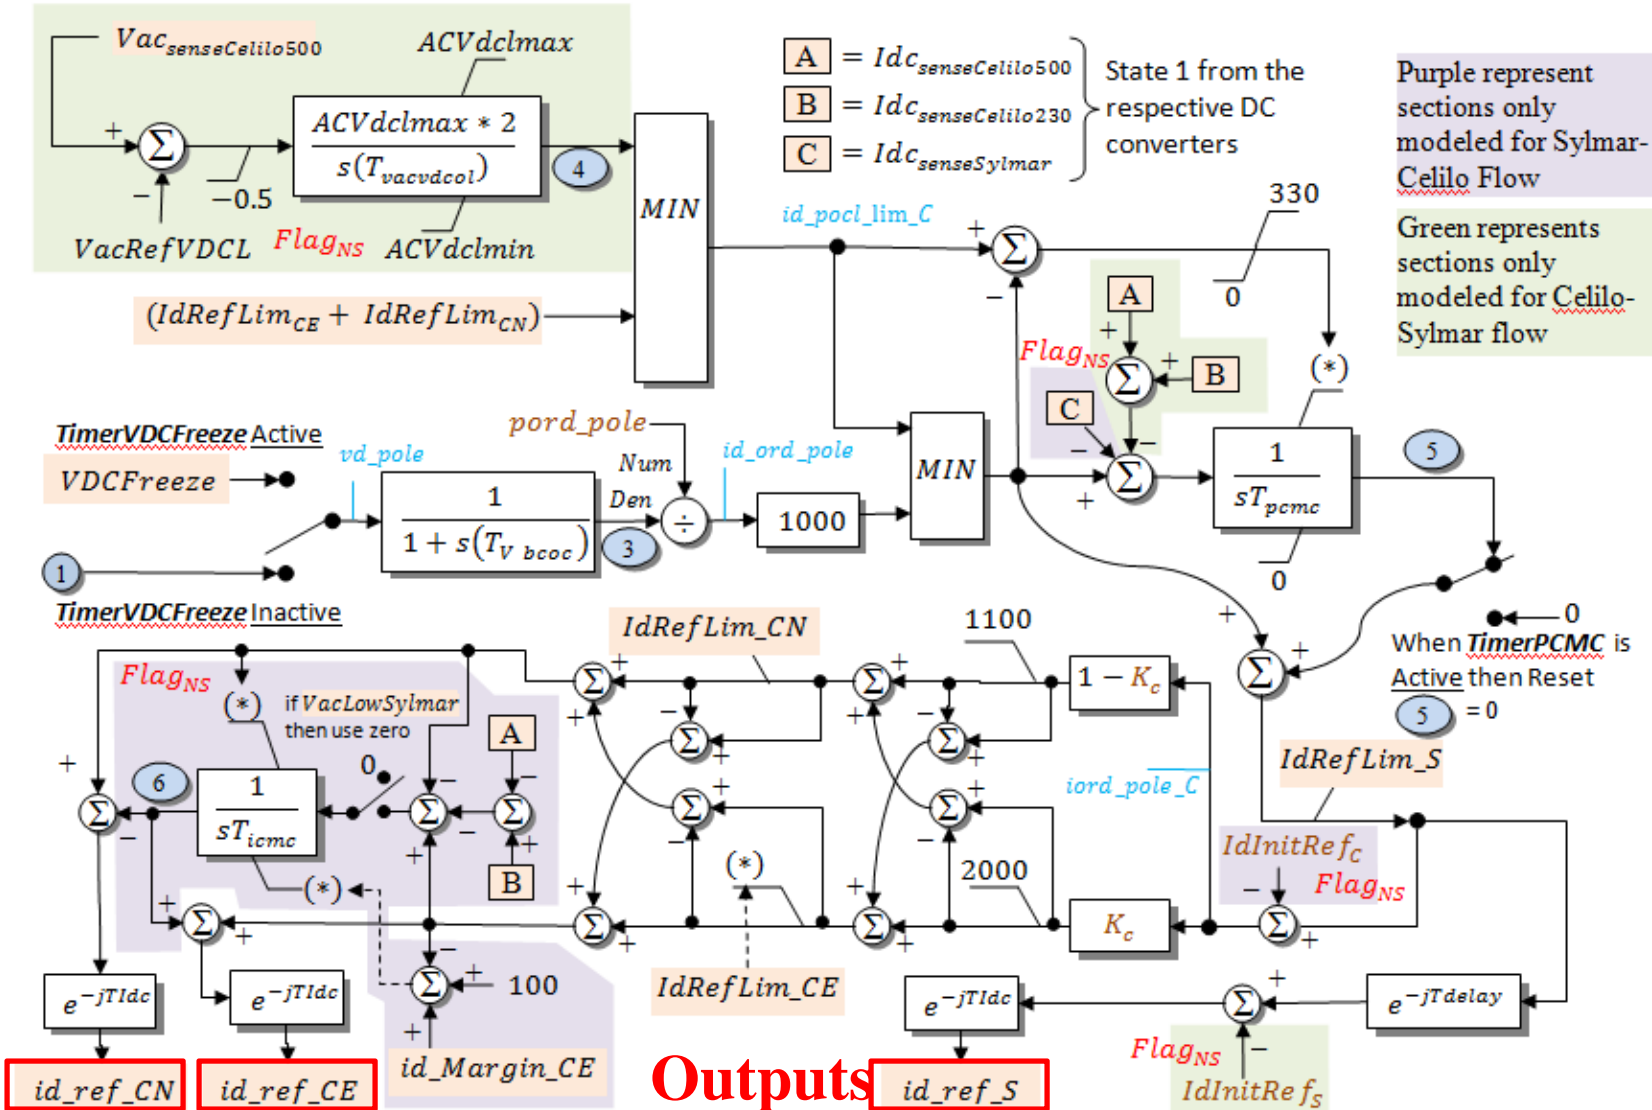 Vac_senseCelilo500
ACVdclmax
ACVdclmax * 2
s(T_vacvdcol)
+
Σ
−
−0.5
4
VacRefVDCL
Flag_NS
ACVdclmin
MIN
(IdRefLim_CE + IdRefLim_CN)
A = Idc_senseCelilo500
B = Idc_senseCelilo230
C = Idc_senseSylmar
State 1 from the
respective DC
converters
Purple represent
sections only
modeled for Sylmar-
Celilo Flow
Green represents
sections only
modeled for Celilo-
Sylmar flow
id_pocl_lim_C
+
Σ
−
330
0
A
+
Flag_NS
Σ
+
B
C
−
−
+
Σ
(*)
1
sT_pcmc
0
5
TimerVDCFreeze Active
VDCFreeze
vd_pole
1
1 + s(T_V bcoc)
3
pord_pole
Num
Den
÷
id_ord_pole
1000
MIN
1
TimerVDCFreeze Inactive
0
When TimerPCMC is
Active then Reset
5 = 0
+
+
Σ
IdRefLim_S
IdRefLim_CN
1100
1 − K_c
+
Σ
+
−
Σ
+
+
+
Σ
+
−
Σ
+
+
Σ
+
−
Σ
+
−
iord_pole_C
2000
K_c
+
Σ
+
(*)
+
Σ
+
IdRefLim_CE
IdInitRef_C
−
Flag_NS
Σ
+
Flag_NS
(*)
if VacLowSylmar
then use zero
0
A
−
6
1
sT_icmc
+
Σ
−
−
Σ
−
+
Σ
+
B
(*)
+
Σ
+
−
Σ
+
100
+
id_Margin_CE
e^−jTIdc
e^−jTIdc
e^−jTIdc
+
Σ
−
e^−jTdelay
Flag_NS
IdInitRef_S
id_ref_CN
id_ref_CE
Outputs
id_ref_S